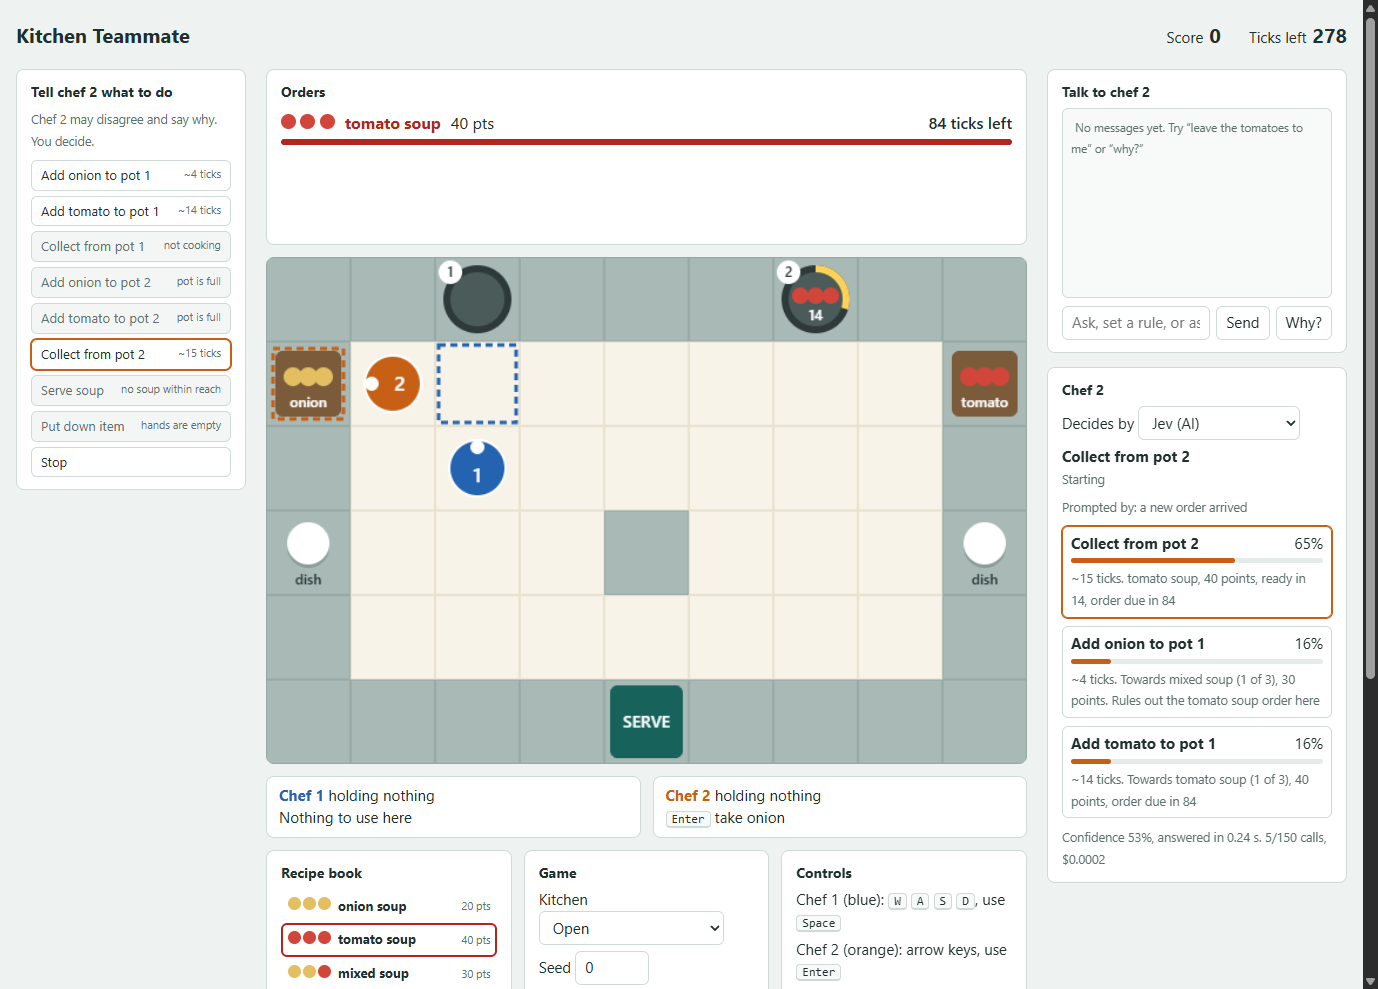 Kitchen Teammate
Score 0
Ticks left 278
Tell chef 2 what to do
Chef 2 may disagree and say why.
You decide.
Add onion to pot 1 ~4 ticks
Add tomato to pot 1 ~14 ticks
Collect from pot 1 not cooking
Add onion to pot 2 pot is full
Add tomato to pot 2 pot is full
Collect from pot 2 ~15 ticks
Serve soup no soup within reach
Put down item hands are empty
Stop
Orders
tomato soup 40 pts 84 ticks left
1
2
14
onion
2
tomato
1
dish
dish
SERVE
Chef 1 holding nothing
Nothing to use here
Chef 2 holding nothing
Enter take onion
Recipe book
onion soup 20 pts
tomato soup 40 pts
mixed soup 30 pts
Game
Kitchen
Open
Seed 0
Controls
Chef 1 (blue): W A S D, use
Space
Chef 2 (orange): arrow keys, use
Enter
Talk to chef 2
No messages yet. Try “leave the tomatoes to
me” or “why?”
Ask, set a rule, or as Send Why?
Chef 2
Decides by Jev (AI)
Collect from pot 2
Starting
Prompted by: a new order arrived
Collect from pot 2 65%
~15 ticks. tomato soup, 40 points, ready in
14, order due in 84
Add onion to pot 1 16%
~4 ticks. Towards mixed soup (1 of 3), 30
points. Rules out the tomato soup order here
Add tomato to pot 1 16%
~14 ticks. Towards tomato soup (1 of 3), 40
points, order due in 84
Confidence 53%, answered in 0.24 s. 5/150 calls,
$0.0002